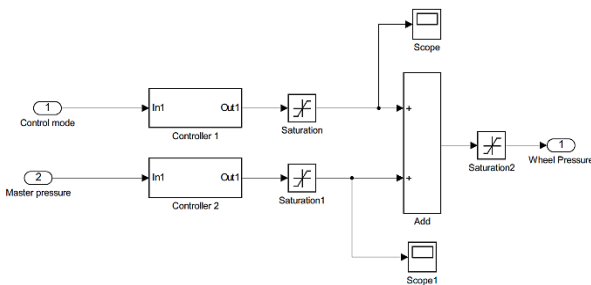 Scope
1
In1
Out1
Control mode
Controller 1
Saturation
+
2
In1
Out1
Master pressure
Controller 2
Saturation1
+
Add
Saturation2
1
Wheel Pressure
Scope1